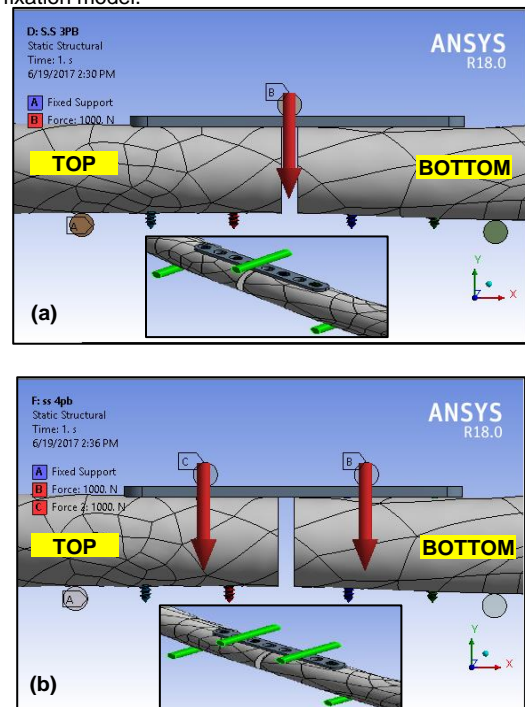 fixation model.
D: S.S 3PB
Static Structural
Time: 1. s
6/19/2017 2:30 PM
A Fixed Support
B Force: 1000. N
ANSYS
R18.0
B
TOP
BOTTOM
A
Y
Z X
(a)
F: ss 4pb
Static Structural
Time: 1. s
6/19/2017 2:36 PM
A Fixed Support
B Force: 1000. N
C Force 2: 1000. N
ANSYS
R18.0
C
B
TOP
BOTTOM
A
Y
Z X
(b)